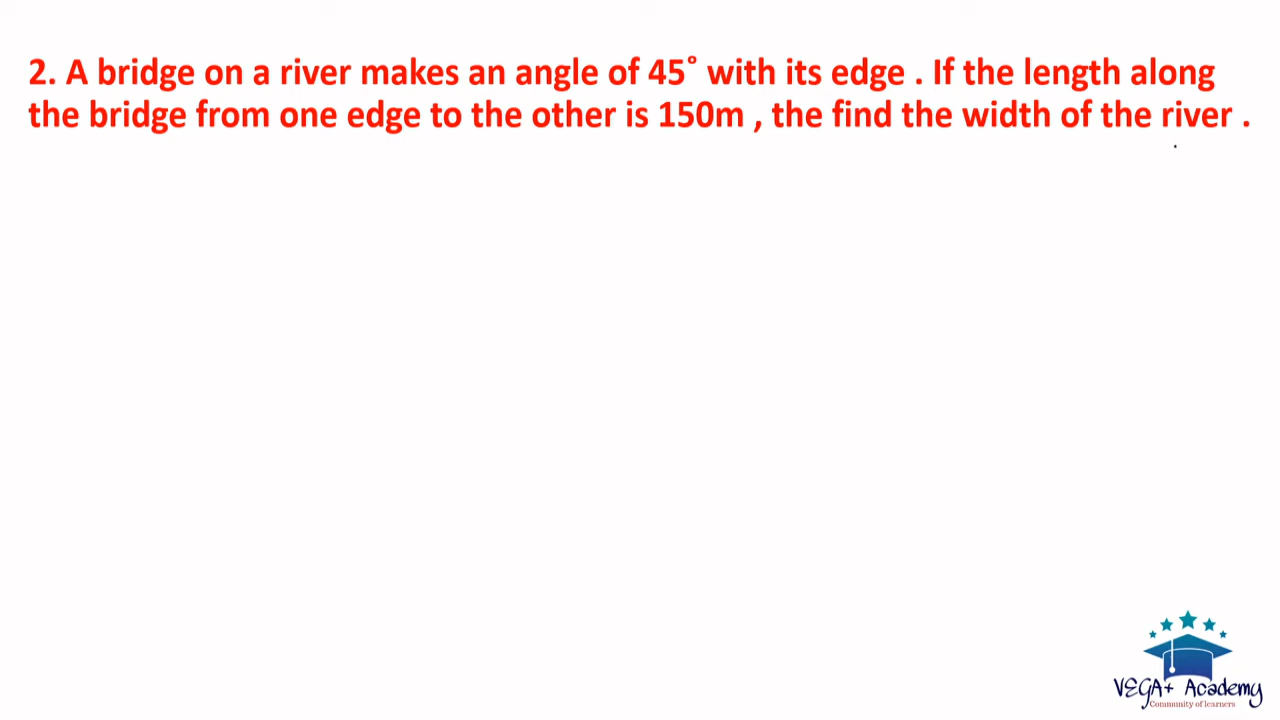 2. A bridge on a river makes an angle of 45˚ with its edge . If the length along
the bridge from one edge to the other is 150m , the find the width of the river .
VEGA+ Academy
Community of learners